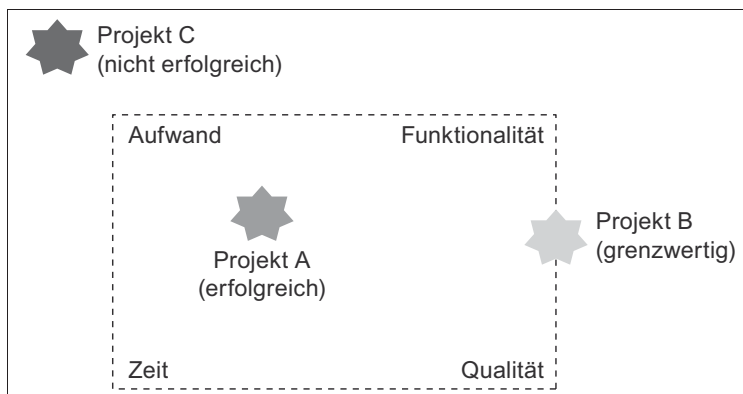 Projekt C
(nicht erfolgreich)
Aufwand
Funktionalität
Projekt A
(erfolgreich)
Projekt B
(grenzwertig)
Zeit
Qualität